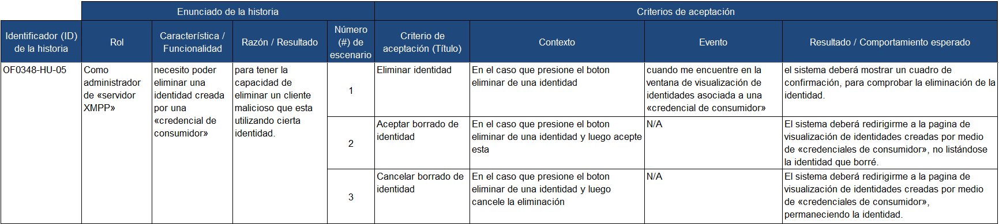 Enunciado de la historia
Criterios de aceptación
Identificador (ID)
de la historia
Rol
Característica /
Funcionalidad
Razón / Resultado
Número
(#) de
escenario
Criterio de
aceptación (Título)
Contexto
Evento
Resultado / Comportamiento esperado
OF0348-HU-05
Como
administrador
de «servidor
XMPP»
necesito poder
eliminar una
identidad creada
por una
«credencial de
consumidor»
para tener la
capacidad de
eliminar un cliente
malicioso que esta
utilizando cierta
identidad.
1
Eliminar identidad
En el caso que presione el boton
eliminar de una identidad
cuando me encuentre en la
ventana de visualización de
identidades asociada a una
«credencial de consumidor»
el sistema deberá mostrar un cuadro de
confirmación, para comprobar la eliminación de la
identidad.
2
Aceptar borrado de
identidad
En el caso que presione el boton
eliminar de una identidad y luego acepte
esta
N/A
El sistema deberá redirigirme a la pagina de
visualización de identidades creadas por medio
de «credenciales de consumidor», no listándose
la identidad que borré.
3
Cancelar borrado de
identidad
En el caso que presione el boton
eliminar de una identidad y luego
cancele la eliminación
N/A
El sistema deberá redirigirme a la pagina de
visualización de identidades creadas por medio
de «credenciales de consumidor»,
permaneciendo la identidad.